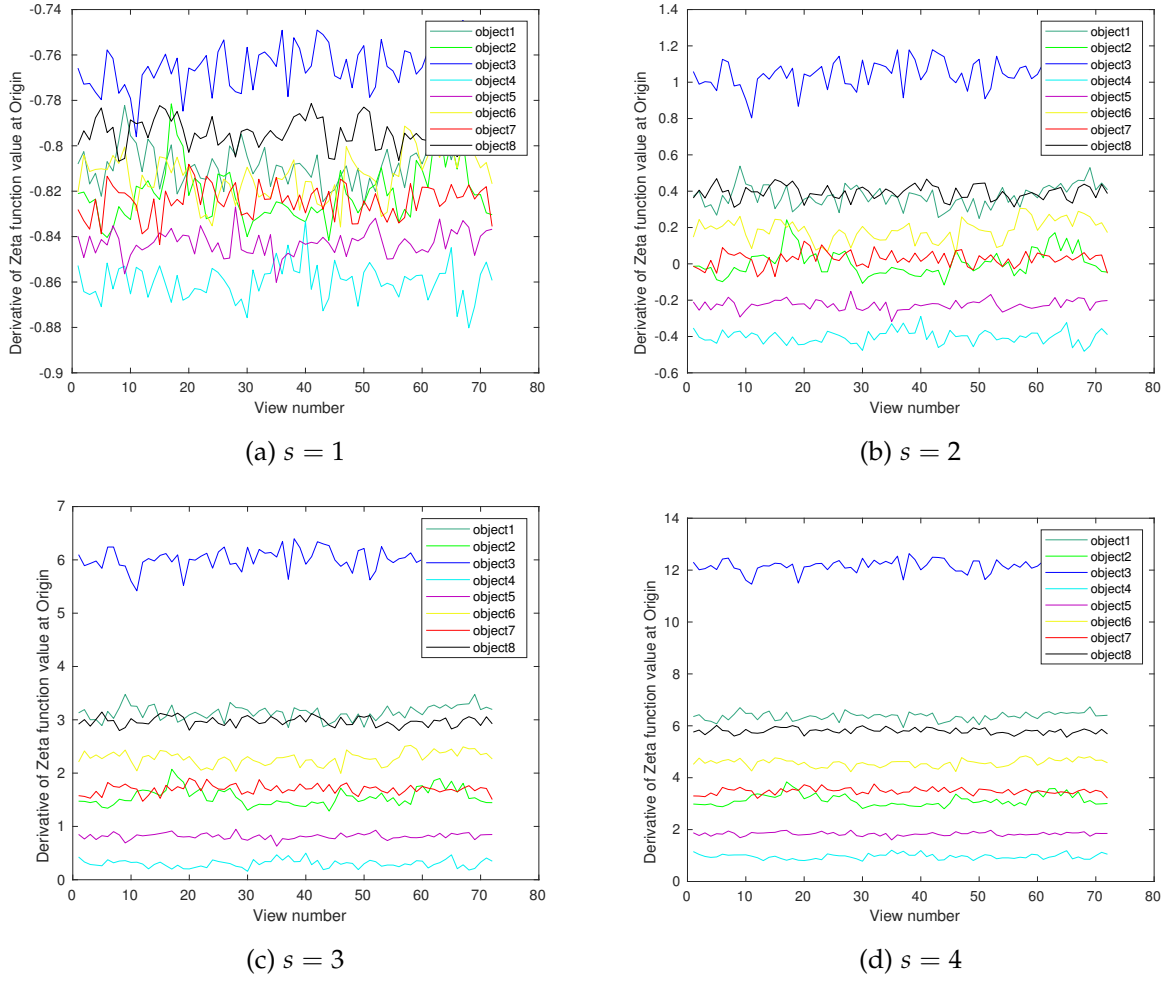 -0.74
-0.76
-0.78
-0.8
-0.82
-0.84
-0.86
-0.88
-0.9
Derivative of Zeta function value at Origin
0 10 20 30 40 50 60 70 80
View number
object1
object2
object3
object4
object5
object6
object7
object8
(a) s = 1
1.4
1.2
1
0.8
0.6
0.4
0.2
0
-0.2
-0.4
-0.6
Derivative of Zeta function value at Origin
0 10 20 30 40 50 60 70 80
View number
object1
object2
object3
object4
object5
object6
object7
object8
(b) s = 2
7
6
5
4
3
2
1
0
Derivative of Zeta function value at Origin
0 10 20 30 40 50 60 70 80
View number
object1
object2
object3
object4
object5
object6
object7
object8
(c) s = 3
14
12
10
8
6
4
2
0
Derivative of Zeta function value at Origin
0 10 20 30 40 50 60 70 80
View number
object1
object2
object3
object4
object5
object6
object7
object8
(d) s = 4